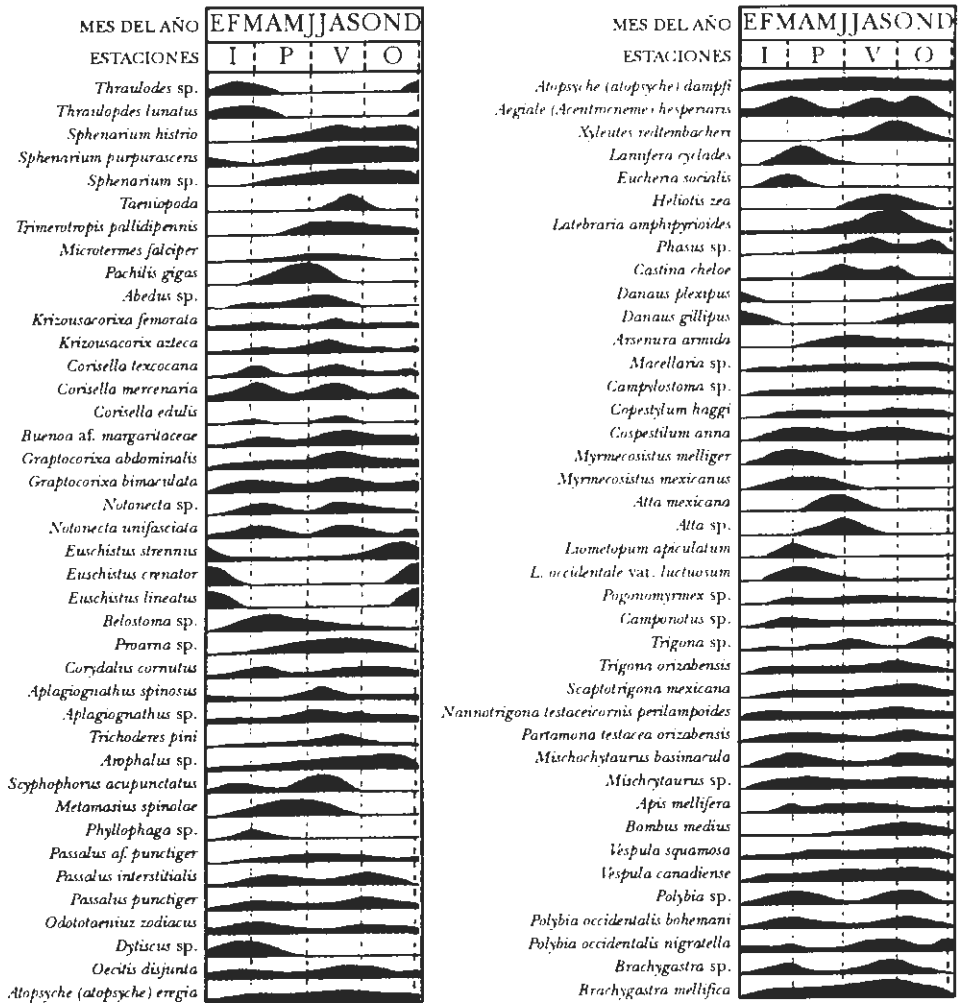 MES DEL AÑO EFMAMJJASOND
ESTACIONES I P V O
Thraulodes sp.
Thraulopdes lunatus
Sphenarium histrio
Sphenarium purpurascens
Sphenarium sp.
Taeniopoda
Trimerotropis pallidipennis
Microtermes falciper
Pachilis gigas
Abedus sp.
Krizousacorixa femorata
Krizousacorix azteca
Corisella texcocana
Corisella mercenaria
Corisella edulis
Buenoa af. margaritaceae
Graptocorixa abdominalis
Graptocorixa bimaculata
Notonecta sp.
Notonecta unifasciata
Euschistus strennus
Euschistus crenator
Euschistus lineatus
Belostoma sp.
Proarna sp.
Corydalus cornutus
Aplagiognathus spinosus
Aplagiognathus sp.
Trichoderes pini
Arophalus sp.
Scyphophorus acupunctatus
Metamasius spinolae
Phyllophaga sp.
Passalus af. punctiger
Passalus interstitialis
Passalus punctiger
Odototaeniuz zodiacus
Dytiscus sp.
Oecitis disjunta
Atopsyche (atopsyche) eregia
MES DEL AÑO EFMAMJJASOND
ESTACIONES I P V O
Atopsyche (atopsyche) dampfi
Aegiale (Acentrocneme) hesperiaris
Xyleutes redtembacheri
Lanifera cyclades
Eucheria socialis
Heliotis zea
Latebraria amphipyrioides
Phasus sp.
Castina cheloe
Danaus plexipus
Danaus gillipus
Arsenura armida
Macellaria sp.
Campylostoma sp.
Copestylum haggi
Cospestilum anna
Myrmecosistus melliger
Myrmecosistus mexicanus
Atta mexicana
Atta sp.
Liometopum apiculatum
L. occidentale var. luctuosum
Pogonomyrmex sp.
Camponotus sp.
Trigona sp.
Trigona orizabensis
Scaptotrigona mexicana
Nannotrigona testaceicornis perilampoides
Partamona testacea orizabensis
Mischochytaurus basimacula
Mischcytaurus sp.
Apis mellifera
Bombus medius
Vespula squamosa
Vespula canadiense
Polybia sp.
Polybia occidentalis bohemani
Polybia occidentalis nigratella
Brachygastra sp.
Brachygastra mellifica